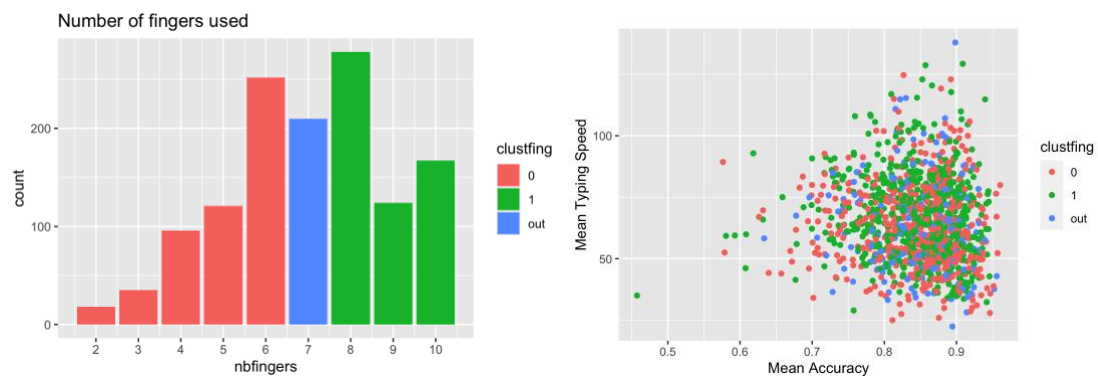 Number of fingers used
200
100
0
count
2 3 4 5 6 7 8 9 10
nbfingers
clustfing
0
1
out
100
50
Mean Typing Speed
0.5 0.6 0.7 0.8 0.9
Mean Accuracy
clustfing
0
1
out